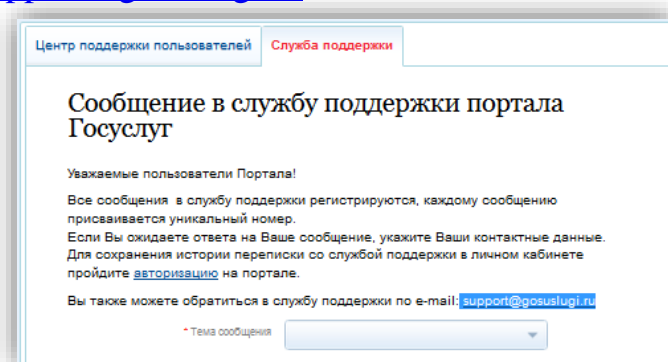 Центр поддержки пользователей
Служба поддержки
Сообщение в службу поддержки портала
Госуслуг
Уважаемые пользователи Портала!
Все сообщения в службу поддержки регистрируются, каждому сообщению
присваивается уникальный номер.
Если Вы ожидаете ответа на Ваше сообщение, укажите Ваши контактные данные.
Для сохранения истории переписки со службой поддержки в личном кабинете
пройдите авторизацию на портале.
Вы также можете обратиться в службу поддержки по e-mail: support@gosuslugi.ru
* Тема сообщения